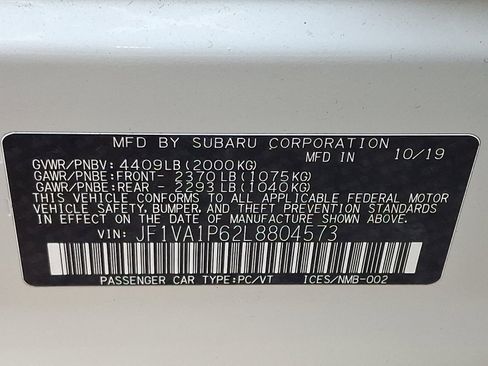 MFD BY SUBARU CORPORATION
GVWR/PNBV: 4409LB (2000KG) MFD IN 10/19
GAWR/PNBE:FRONT- 2370 LB (1075KG)
GAWR/PNBE:REAR - 2293 LB (1040KG)
THIS VEHICLE CONFORMS TO ALL APPLICABLE, FEDERAL MOTOR
VEHICLE SAFETY, BUMPER, AND THEFT PREVENTION STANDARDS
IN EFFECT ON THE DATE OF MANUFACTURE SHOWN ABOVE.
VIN: JF1VA1P62L8804573
PASSENGER CAR TYPE:PC/VT ICES/NMB-002